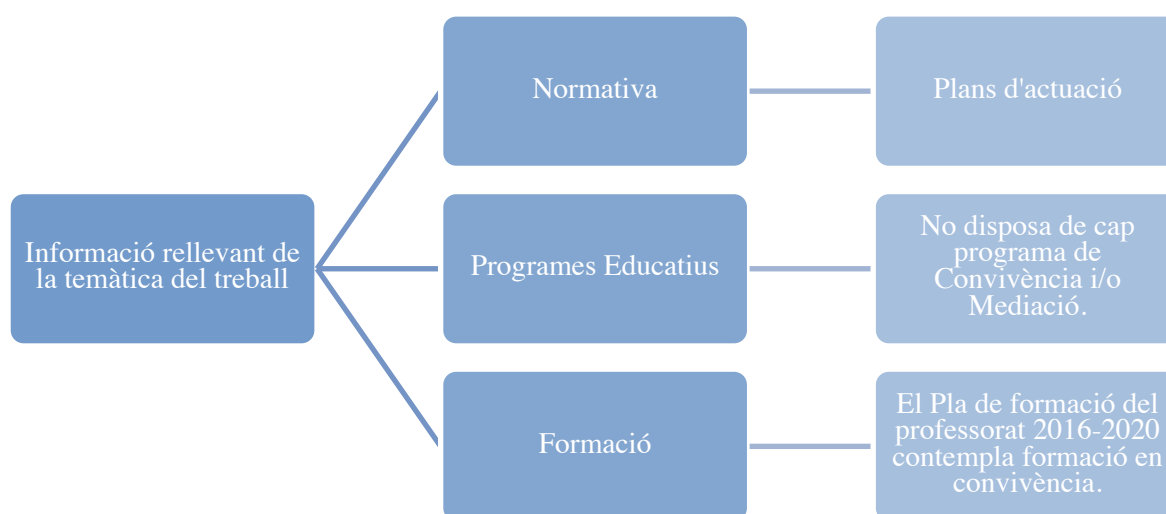 Informació rellevant de
la temàtica del treball
Normativa
Plans d'actuació
Programes Educatius
No disposa de cap
programa de
Convivència i/o
Mediació.
Formació
El Pla de formació del
professorat 2016-2020
contempla formació en
convivència.